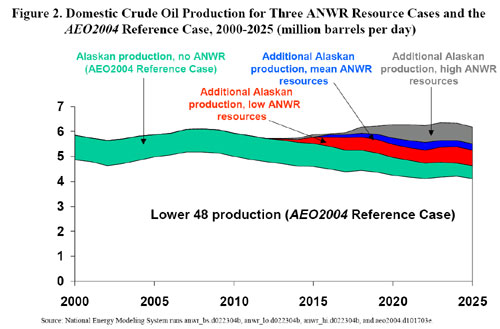 Figure 2. Domestic Crude Oil Production for Three ANWR Resource Cases and the
AEO2004 Reference Case, 2000-2025 (million barrels per day)
Alaskan production, no ANWR
(AEO2004 Reference Case)
Additional Alaskan
production, mean ANWR
resources
Additional Alaskan
production, high ANWR
resources
Additional Alaskan
production, low ANWR
resources
7
6
5
4
3
2
1
0
Lower 48 production (AEO2004 Reference Case)
2000
2005
2010
2015
2020
2025
Source: National Energy Modeling System runs anwr_bs.d022304b, anwr_lo.d022304b, anwr_hi.d022304b, and aeo2004.d101703e.